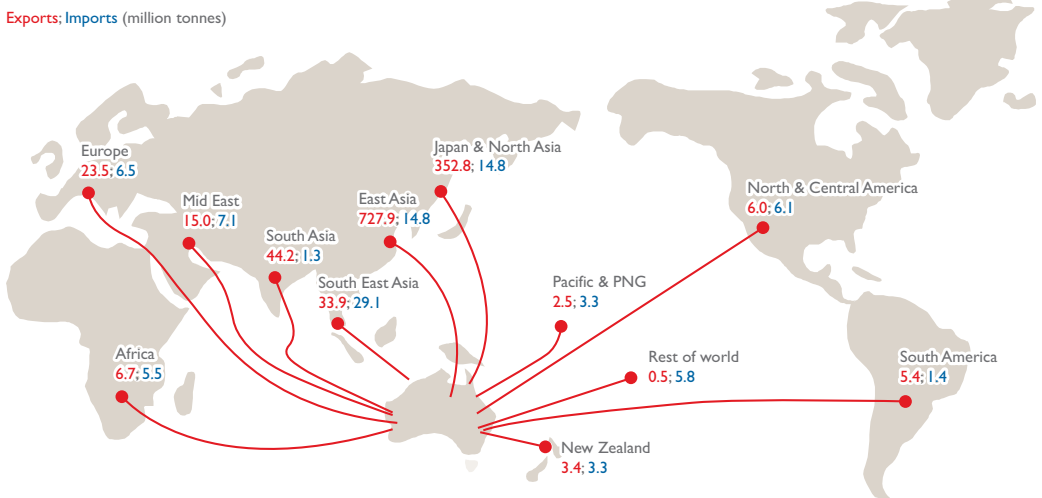 Exports; Imports (million tonnes)
Japan & North Asia
352.8; 14.8
Europe
23.5; 6.5
North & Central America
6.0; 6.1
Mid East
15.0; 7.1
East Asia
727.9; 14.8
South Asia
44.2; 1.3
South East Asia
33.9; 29.1
Pacific & PNG
2.5; 3.3
Africa
6.7; 5.5
Rest of world
0.5; 5.8
South America
5.4; 1.4
New Zealand
3.4; 3.3